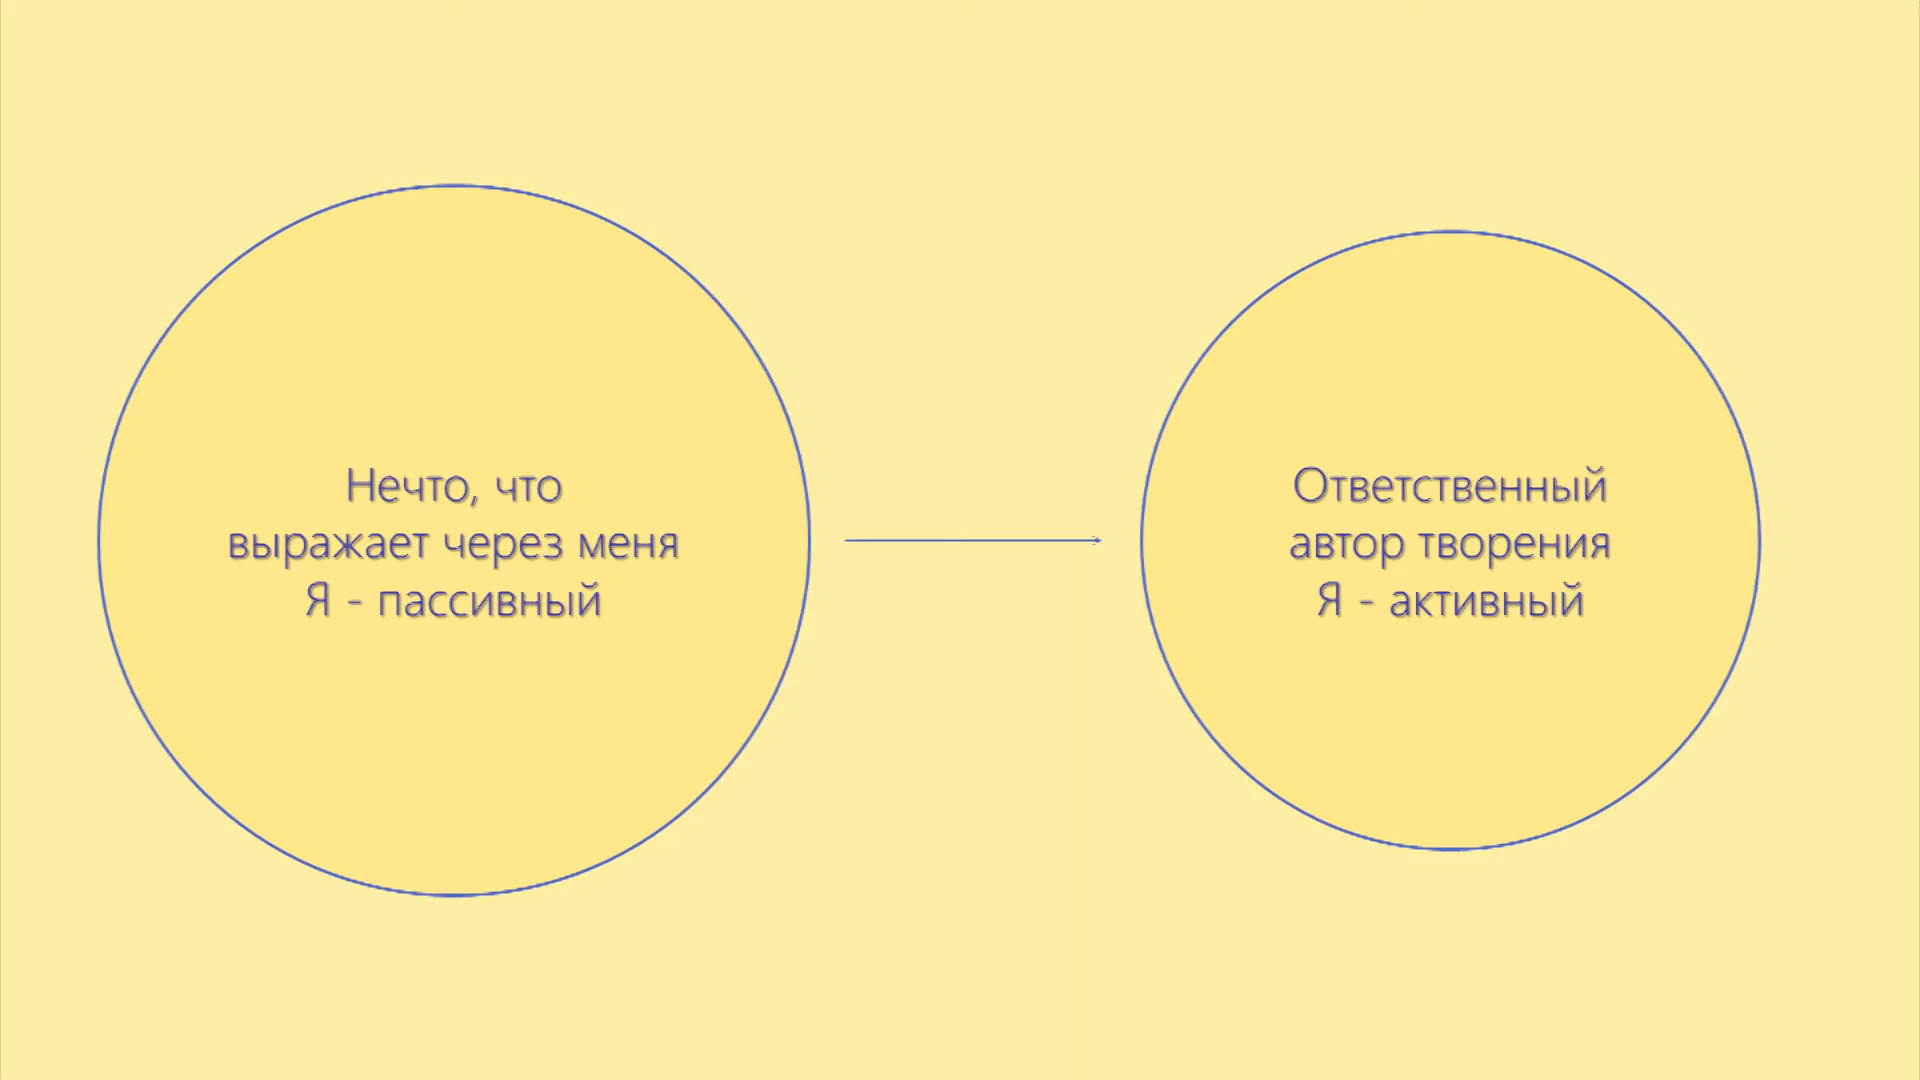 Нечто, что
выражает через меня
Я - пассивный
Ответственный
автор творения
Я - активный